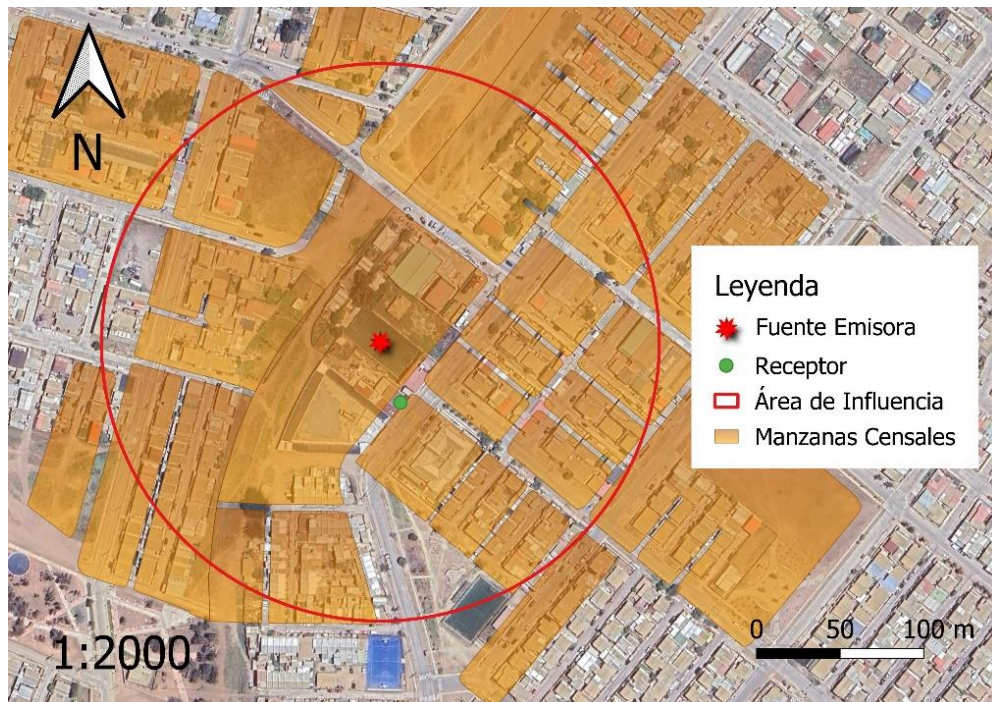 N
Leyenda
Fuente Emisora
Receptor
Área de Influencia
Manzanas Censales
1:2000
0 50 100 m